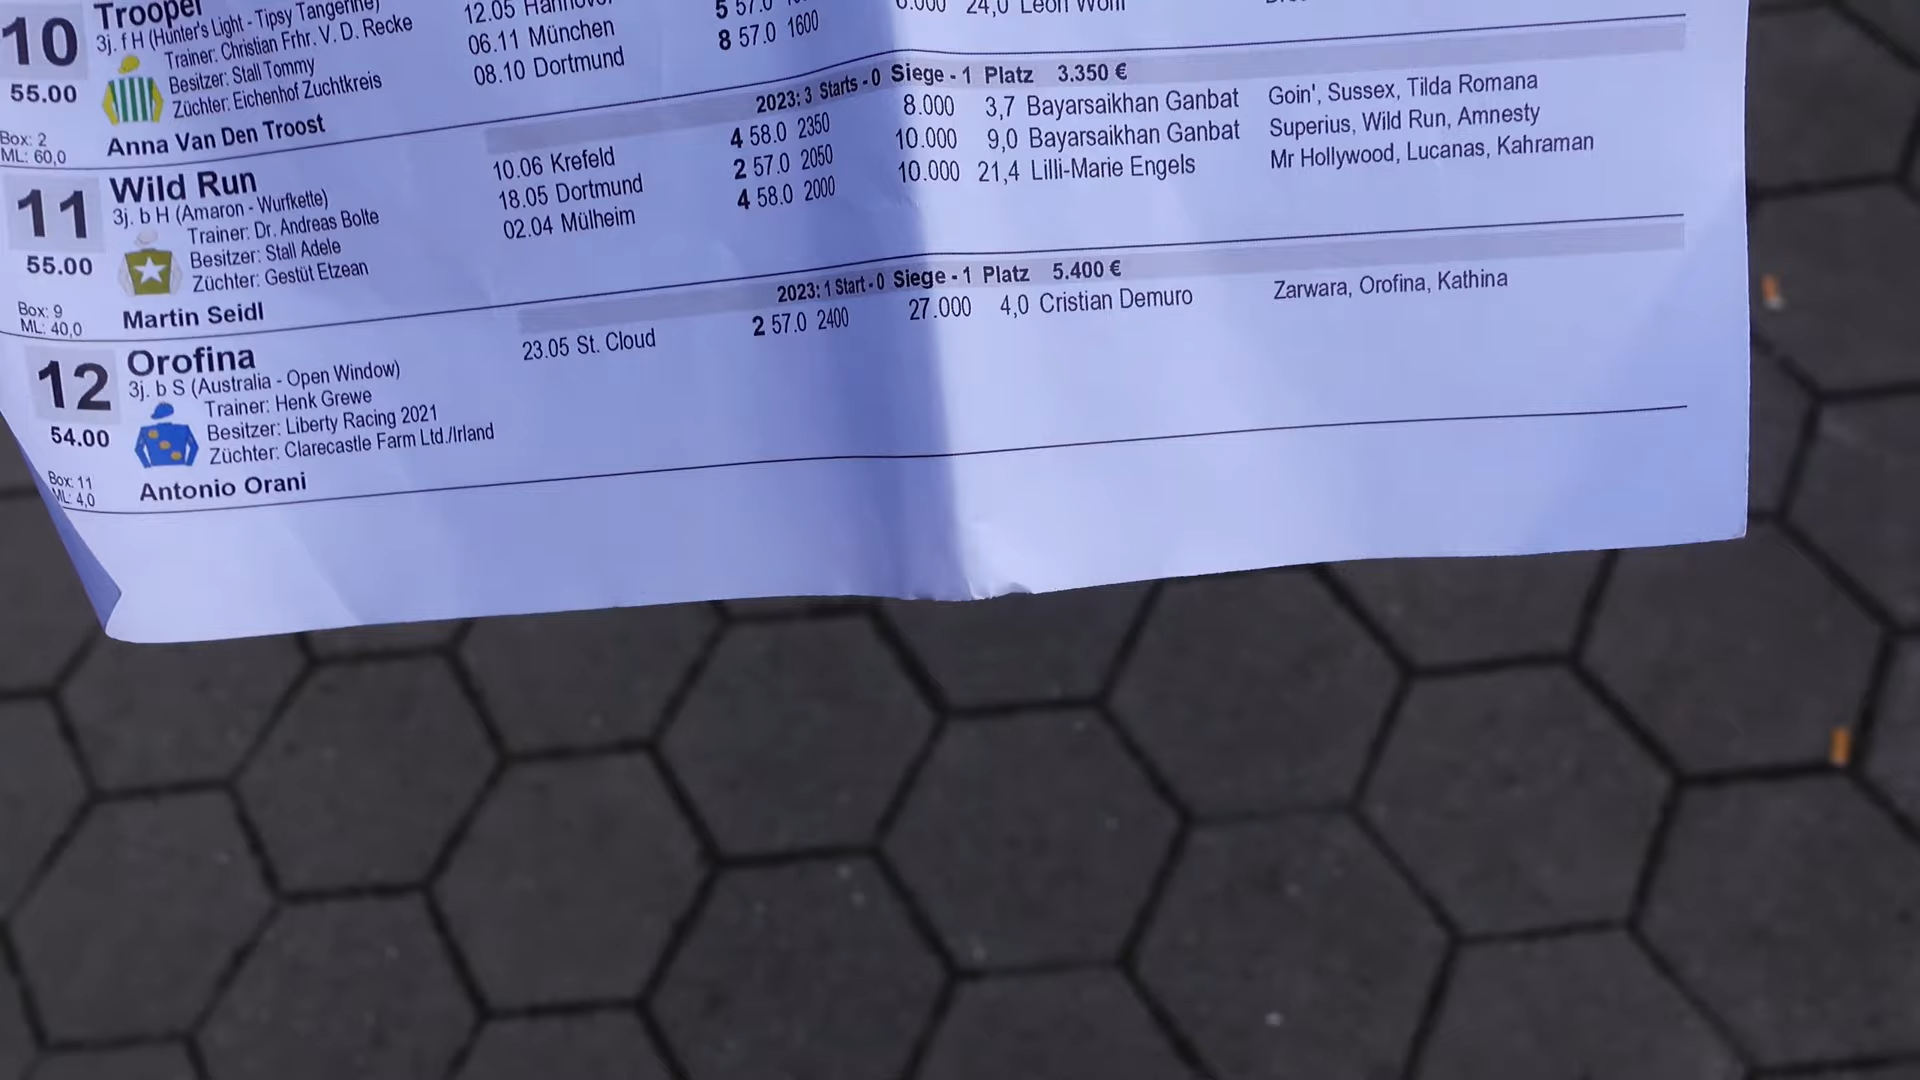 10 Trooper
3j. f H (Hunter's Light - Tipsy Tangerine)
Trainer: Christian Frhr. V. D. Recke
Besitzer: Stall Tommy
Züchter: Eichenhof Zuchtkreis
55.00
Box: 2
ML: 60,0
Anna Van Den Troost
12.05 Hannover 5 57.0
06.11 München 8 57.0 1600
08.10 Dortmund
6.000 24,0 Leon Wolff
11 Wild Run
3j. b H (Amaron - Wurfkette)
Trainer: Dr. Andreas Bolte
Besitzer: Stall Adele
Züchter: Gestüt Etzean
55.00
Box: 9
ML: 40,0
Martin Seidl
2023: 3 Starts - 0 Siege - 1 Platz 3.350 €
10.06 Krefeld 4 58.0 2350 8.000 3,7 Bayarsaikhan Ganbat Goin', Sussex, Tilda Romana
18.05 Dortmund 2 57.0 2050 10.000 9,0 Bayarsaikhan Ganbat Superius, Wild Run, Amnesty
02.04 Mülheim 4 58.0 2000 10.000 21,4 Lilli-Marie Engels Mr Hollywood, Lucanas, Kahraman
12 Orofina
3j. b S (Australia - Open Window)
Trainer: Henk Grewe
Besitzer: Liberty Racing 2021
Züchter: Clarecastle Farm Ltd./Irland
54.00
Box: 11
ML: 4,0
Antonio Orani
2023: 1 Start - 0 Siege - 1 Platz 5.400 €
23.05 St. Cloud 2 57.0 2400 27.000 4,0 Cristian Demuro Zarwara, Orofina, Kathina